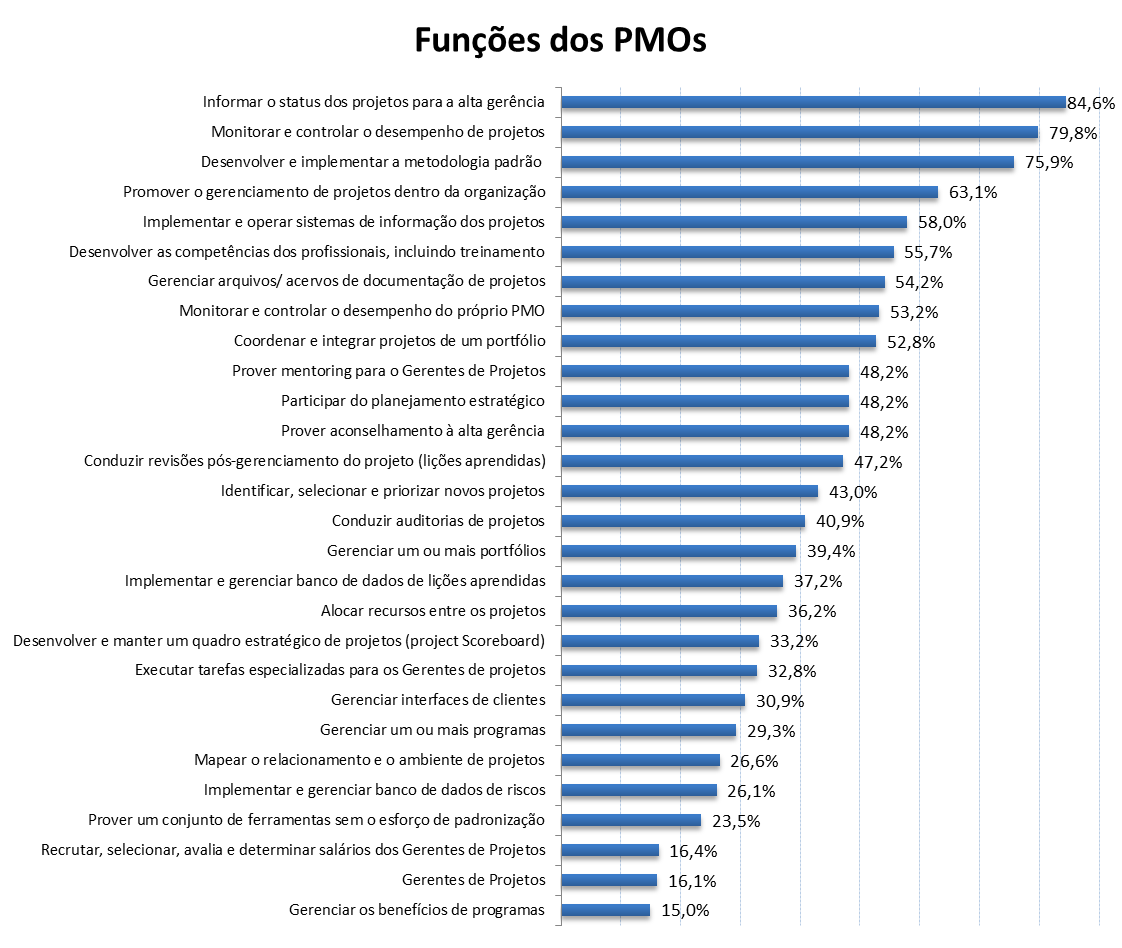 Funções dos PMOs
Informar o status dos projetos para a alta gerência 84,6%
Monitorar e controlar o desempenho de projetos 79,8%
Desenvolver e implementar a metodologia padrão 75,9%
Promover o gerenciamento de projetos dentro da organização 63,1%
Implementar e operar sistemas de informação dos projetos 58,0%
Desenvolver as competências dos profissionais, incluindo treinamento 55,7%
Gerenciar arquivos/ acervos de documentação de projetos 54,2%
Monitorar e controlar o desempenho do próprio PMO 53,2%
Coordenar e integrar projetos de um portfólio 52,8%
Prover mentoring para o Gerentes de Projetos 48,2%
Participar do planejamento estratégico 48,2%
Prover aconselhamento à alta gerência 48,2%
Conduzir revisões pós-gerenciamento do projeto (lições aprendidas) 47,2%
Identificar, selecionar e priorizar novos projetos 43,0%
Conduzir auditorias de projetos 40,9%
Gerenciar um ou mais portfólios 39,4%
Implementar e gerenciar banco de dados de lições aprendidas 37,2%
Alocar recursos entre os projetos 36,2%
Desenvolver e manter um quadro estratégico de projetos (project Scoreboard) 33,2%
Executar tarefas especializadas para os Gerentes de projetos 32,8%
Gerenciar interfaces de clientes 30,9%
Gerenciar um ou mais programas 29,3%
Mapear o relacionamento e o ambiente de projetos 26,6%
Implementar e gerenciar banco de dados de riscos 26,1%
Prover um conjunto de ferramentas sem o esforço de padronização 23,5%
Recrutar, selecionar, avalia e determinar salários dos Gerentes de Projetos 16,4%
Gerentes de Projetos 16,1%
Gerenciar os benefícios de programas 15,0%